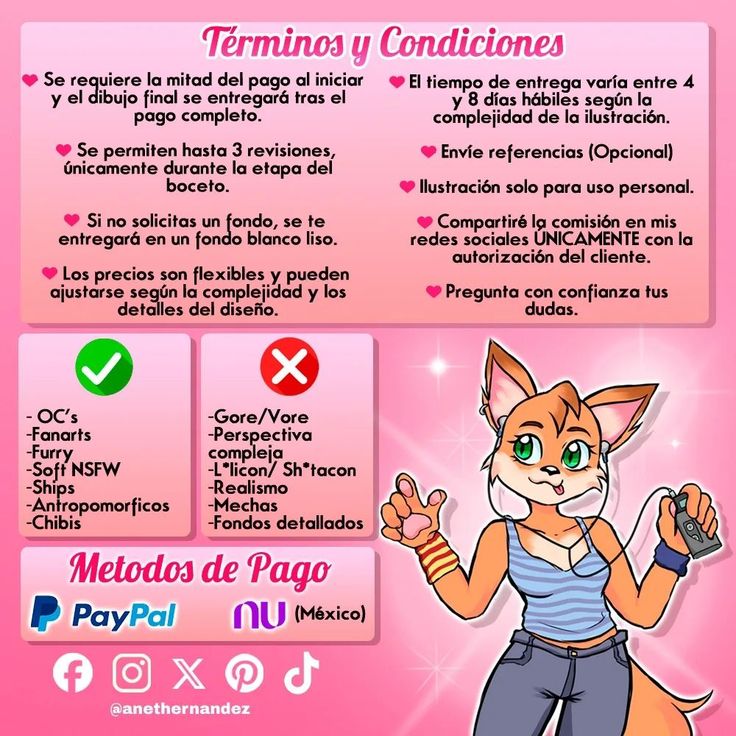 Términos y Condiciones
Se requiere la mitad del pago al iniciar
y el dibujo final se entregará tras el
pago completo.
Se permiten hasta 3 revisiones,
únicamente durante la etapa del
boceto.
Si no solicitas un fondo, se te
entregará en un fondo blanco liso.
Los precios son flexibles y pueden
ajustarse según la complejidad y los
detalles del diseño.
El tiempo de entrega varía entre 4
y 8 días hábiles según la
complejidad de la ilustración.
Envíe referencias (Opcional)
Ilustración solo para uso personal.
Compartiré la comisión en mis
redes sociales ÚNICAMENTE con la
autorización del cliente.
Pregunta con confianza tus
dudas.
- OC's
-Fanarts
-Furry
-Soft NSFW
-Ships
-Antropomorficos
-Chibis
-Gore/Vore
-Perspectiva
compleja
-L*licon/ Sh*tacon
-Realismo
-Mechas
-Fondos detallados
Metodos de Pago
PayPal
nu (México)
@anethernandez